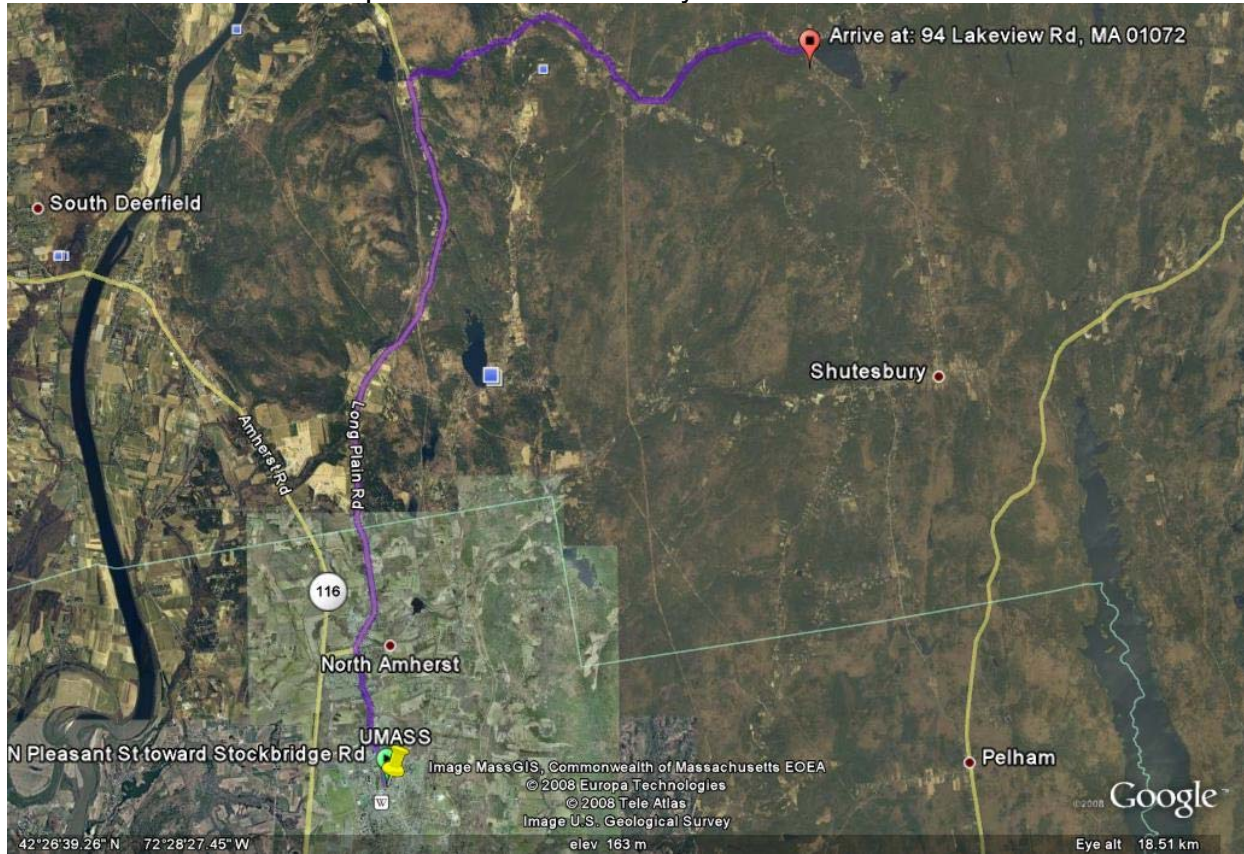 Arrive at: 94 Lakeview Rd, MA 01072
South Deerfield
Shutesbury
Long Plain Rd
Amherst Rd
116
North Amherst
UMASS
N Pleasant St toward Stockbridge Rd
Pelham
W
Image MassGIS, Commonwealth of Massachusetts EOEA
© 2008 Europa Technologies
© 2008 Tele Atlas
Image U.S. Geological Survey
©2008 Google™
42°26'39.26" N 72°28'27.45" W elev 163 m Eye alt 18.51 km